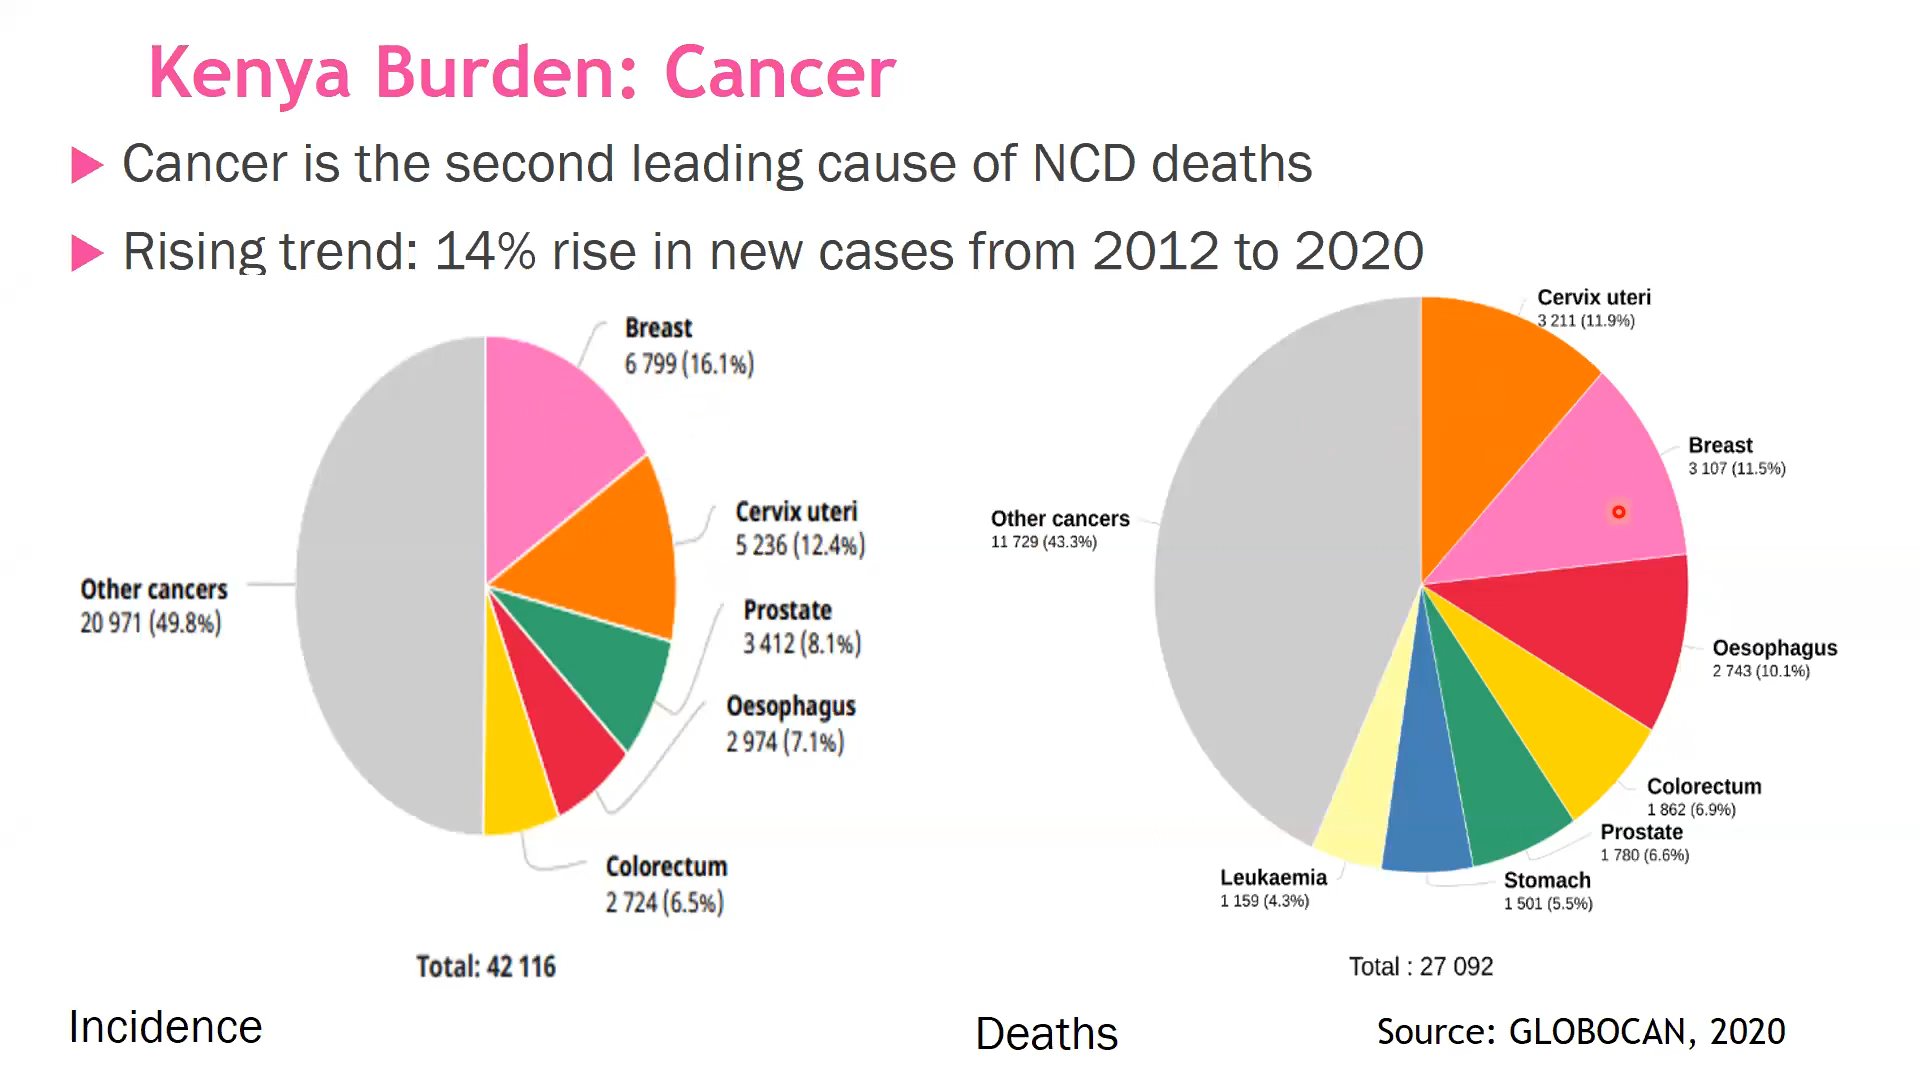 Kenya Burden: Cancer
Cancer is the second leading cause of NCD deaths
Rising trend: 14% rise in new cases from 2012 to 2020
Breast
6 799 (16.1%)
Cervix uteri
5 236 (12.4%)
Prostate
3 412 (8.1%)
Oesophagus
2 974 (7.1%)
Colorectum
2 724 (6.5%)
Other cancers
20 971 (49.8%)
Total: 42 116
Incidence
Cervix uteri
3 211 (11.9%)
Breast
3 107 (11.5%)
Oesophagus
2 743 (10.1%)
Colorectum
1 862 (6.9%)
Prostate
1 780 (6.6%)
Stomach
1 501 (5.5%)
Leukaemia
1 159 (4.3%)
Other cancers
11 729 (43.3%)
Total : 27 092
Deaths
Source: GLOBOCAN, 2020